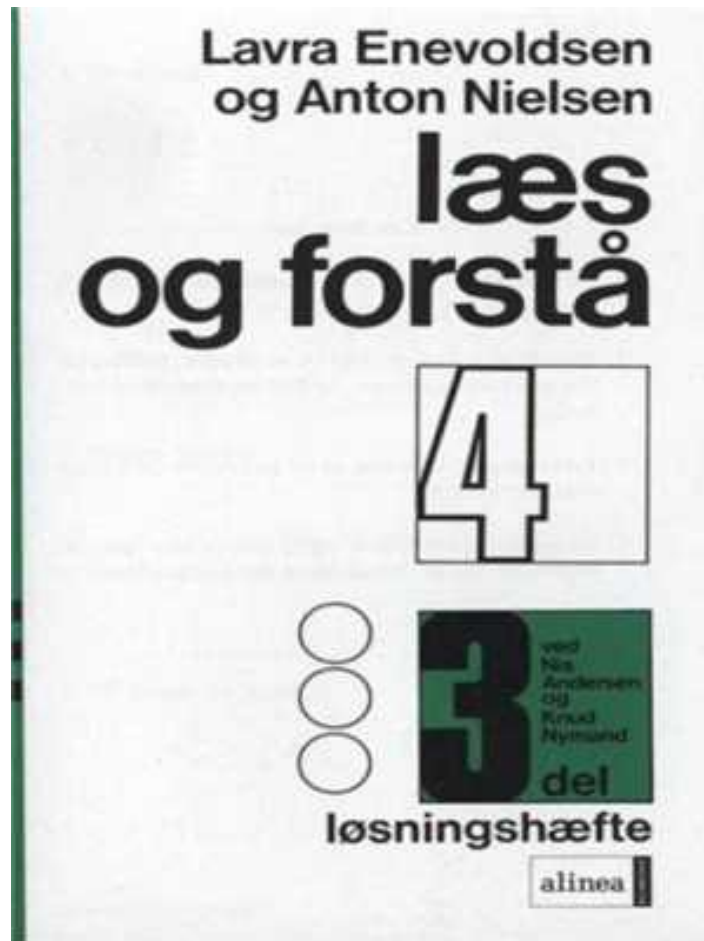 Lavra Enevoldsen
og Anton Nielsen
læs
og forstå
4
3
ved
Nis
Andersen
og
Knud
Nymand
del
løsningshæfte
alinea